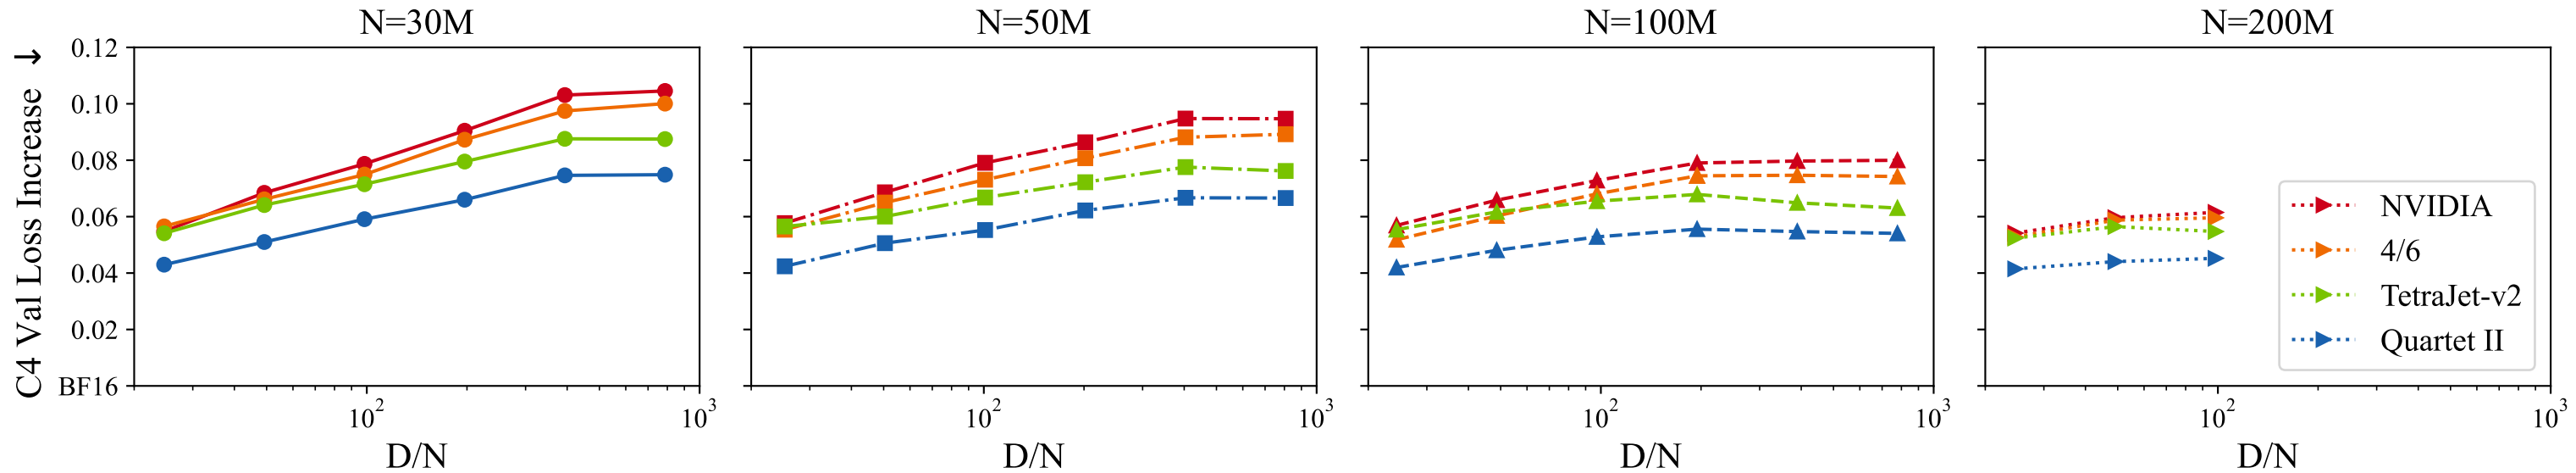 N=30M
N=50M
N=100M
N=200M
C4 Val Loss Increase ↓
0.12
0.10
0.08
0.06
0.04
0.02
BF16
10²
10³
10²
10³
10²
10³
10²
10³
D/N
D/N
D/N
D/N
NVIDIA
4/6
TetraJet-v2
Quartet II